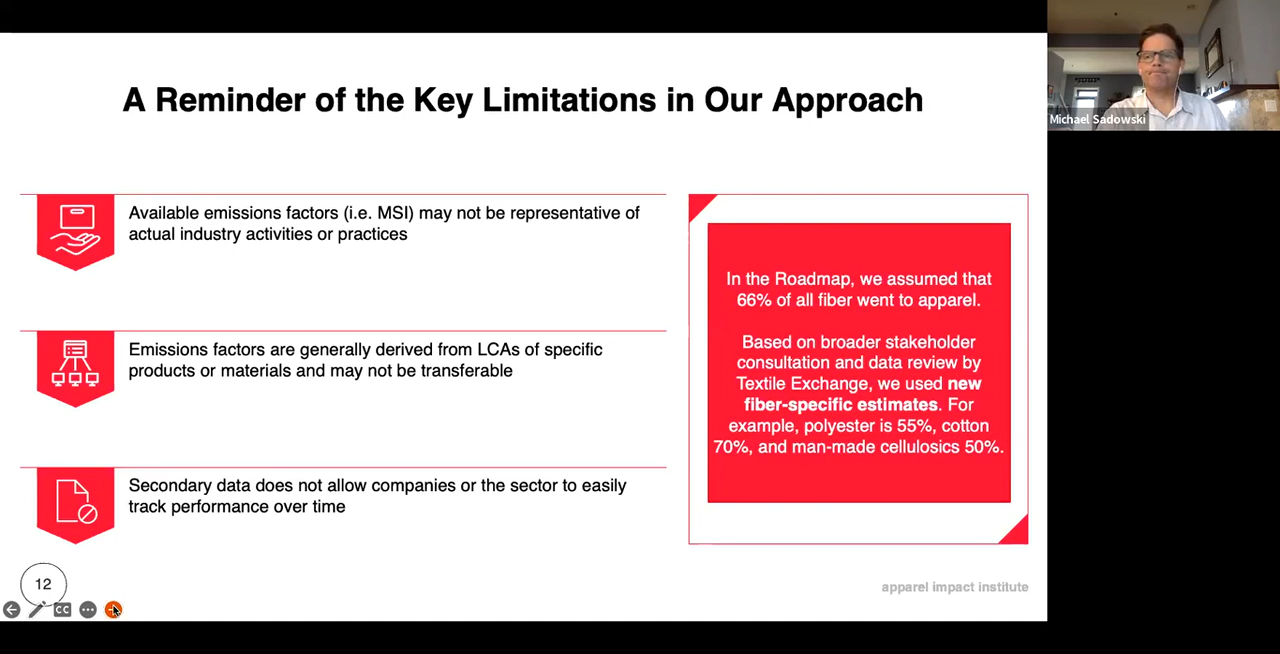 A Reminder of the Key Limitations in Our Approach
Michael Sadowski
Available emissions factors (i.e. MSI) may not be representative of
actual industry activities or practices
Emissions factors are generally derived from LCAs of specific
products or materials and may not be transferable
Secondary data does not allow companies or the sector to easily
track performance over time
In the Roadmap, we assumed that
66% of all fiber went to apparel.
Based on broader stakeholder
consultation and data review by
Textile Exchange, we used new
fiber-specific estimates. For
example, polyester is 55%, cotton
70%, and man-made cellulosics 50%.
12
CC
apparel impact institute